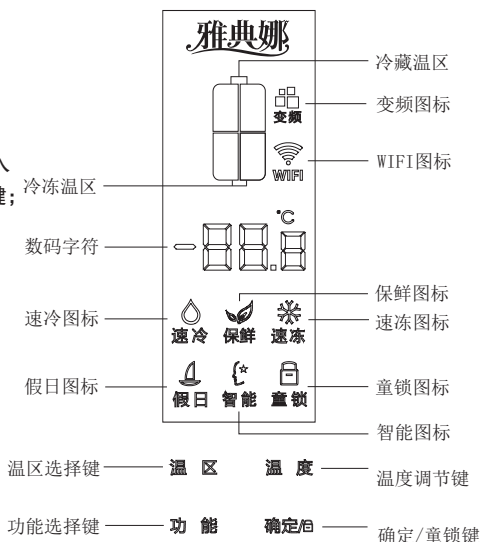 雅典娜
冷藏温区
变频
变频图标
WIFI
WIFI图标
人
冷冻温区
键；
℃
数码字符
-88.8
保鲜图标
速冷图标
速冷 保鲜 速冻
速冻图标
假日图标
假日 智能 童锁
童锁图标
智能图标
温区选择键
温 区 温 度
温度调节键
功能选择键
功 能 确定/
确定/童锁键